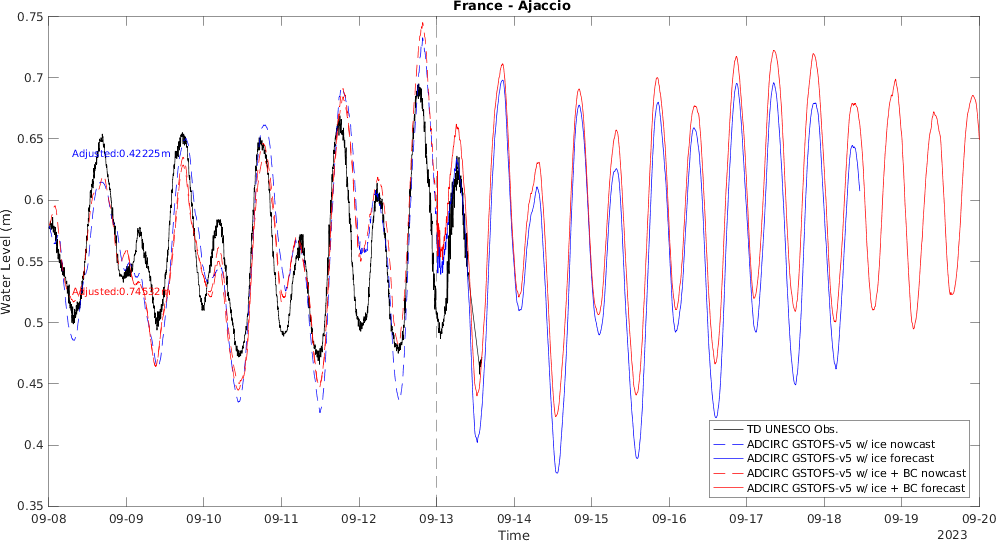 France - Ajaccio
Water Level (m)
0.75
0.7
0.65
0.6
0.55
0.5
0.45
0.4
0.35
Adjusted:0.42225m
Adjusted:0.74532m
TD UNESCO Obs.
ADCIRC GSTOFS-v5 w/ ice nowcast
ADCIRC GSTOFS-v5 w/ ice forecast
ADCIRC GSTOFS-v5 w/ ice + BC nowcast
ADCIRC GSTOFS-v5 w/ ice + BC forecast
09-08 09-09 09-10 09-11 09-12 09-13 09-14 09-15 09-16 09-17 09-18 09-19 09-20
Time
2023